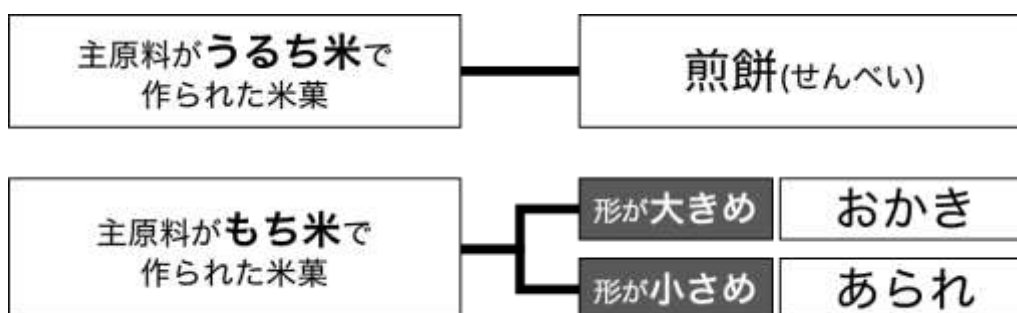 主原料がうるち米で
作られた米菓
煎餅(せんべい)
主原料がもち米で
作られた米菓
形が大きめ
おかき
形が小さめ
あられ